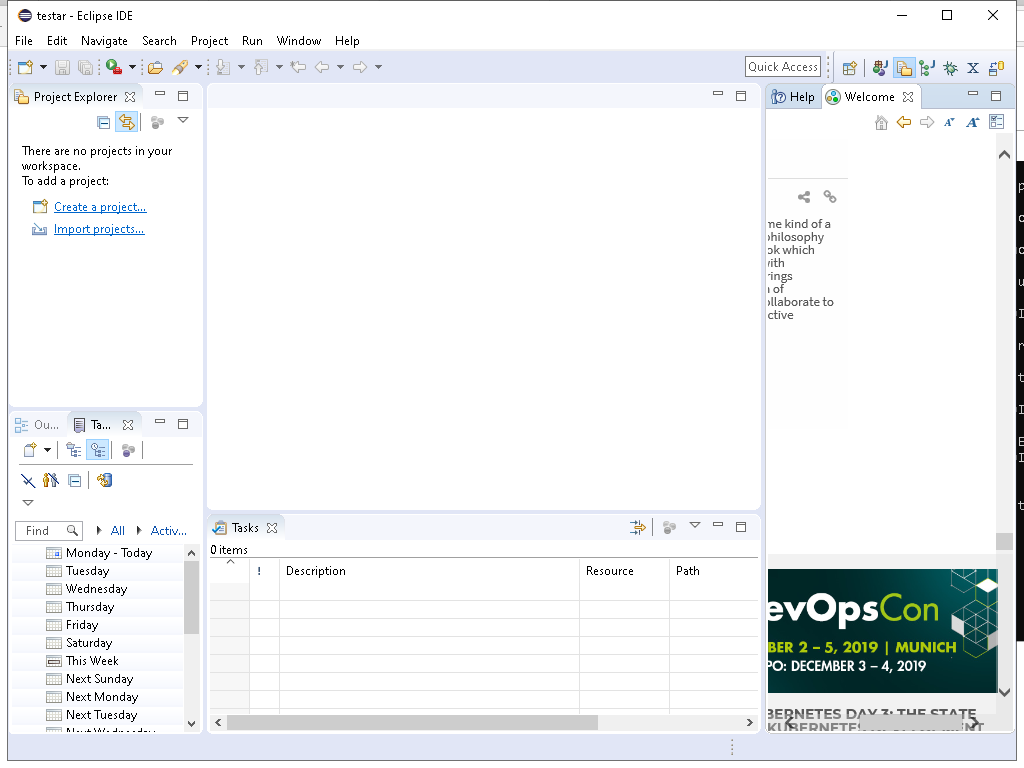 testar - Eclipse IDE
File Edit Navigate Search Project Run Window Help
Quick Access
Project Explorer
There are no projects in your
workspace.
To add a project:
Create a project...
Import projects...
Ou...
Ta...
Find
All
Activ...
Monday - Today
Tuesday
Wednesday
Thursday
Friday
Saturday
This Week
Next Sunday
Next Monday
Next Tuesday
Next Wednesday
Tasks
0 items
! Description Resource Path
Help
Welcome
me kind of a
philosophy
ok which
with
rings
n of
ollaborate to
ctive
evOpsCon
BER 2 – 5, 2019 | MUNICH
PO: DECEMBER 3 – 4, 2019
BERNETES DAY 3: THE STATE
KUBERNETES